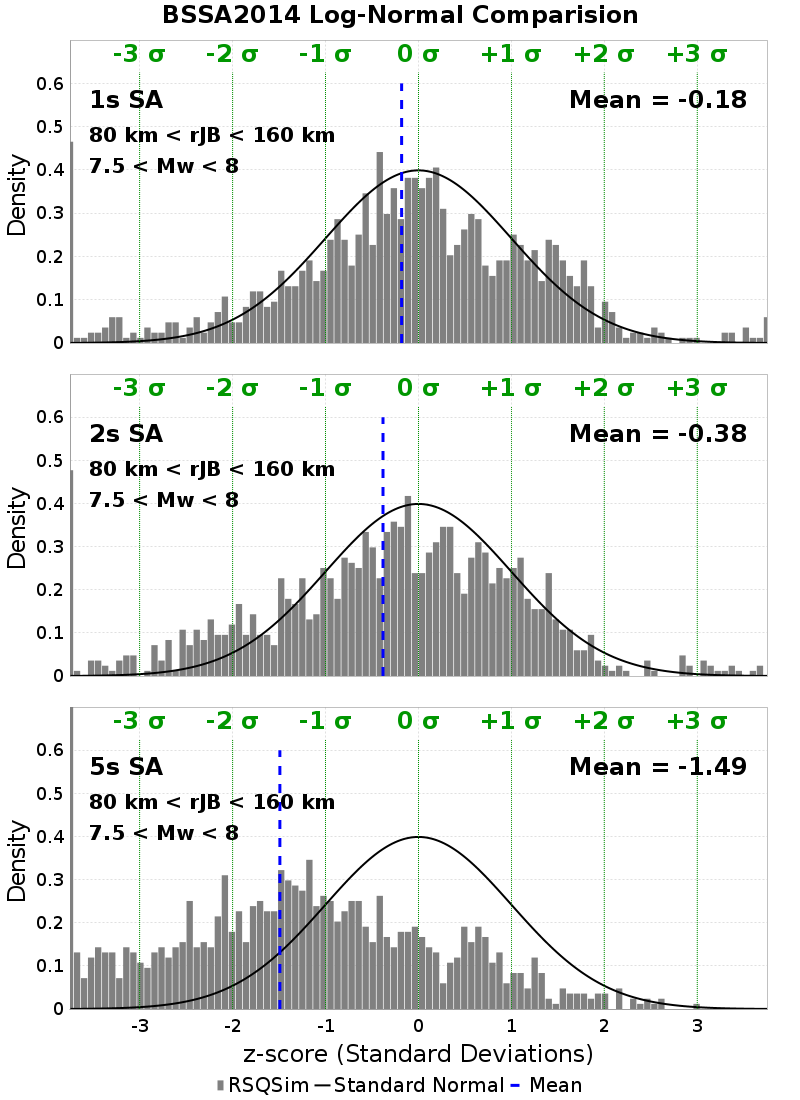 BSSA2014 Log-Normal Comparision
-3 σ -2 σ -1 σ 0 σ +1 σ +2 σ +3 σ
1s SA Mean = -0.18
80 km < rJB < 160 km
7.5 < Mw < 8
Density
0.6
0.5
0.4
0.3
0.2
0.1
0
-3 σ -2 σ -1 σ 0 σ +1 σ +2 σ +3 σ
2s SA Mean = -0.38
80 km < rJB < 160 km
7.5 < Mw < 8
Density
0.6
0.5
0.4
0.3
0.2
0.1
0
-3 σ -2 σ -1 σ 0 σ +1 σ +2 σ +3 σ
5s SA Mean = -1.49
80 km < rJB < 160 km
7.5 < Mw < 8
Density
0.6
0.5
0.4
0.3
0.2
0.1
0
-3 -2 -1 0 1 2 3
z-score (Standard Deviations)
RSQSim Standard Normal Mean